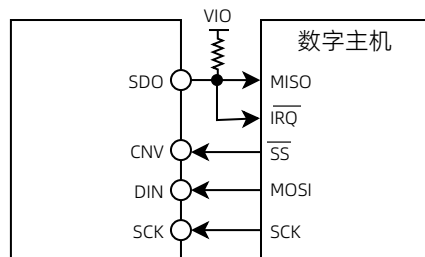 VIO
数字主机
SDO MISO
IRQ
CNV SS
DIN MOSI
SCK SCK